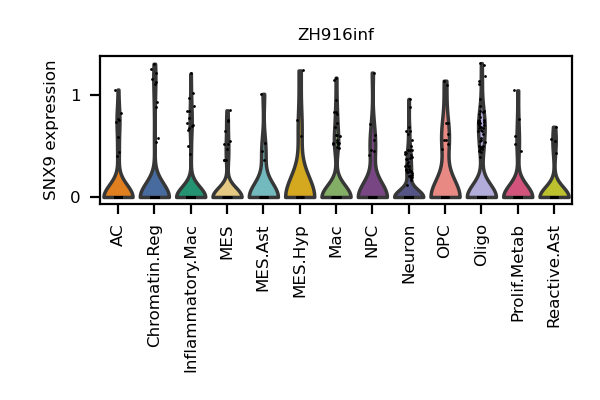 ZH916inf
SNX9 expression
1
0
AC
Chromatin.Reg
Inflammatory.Mac
MES
MES.Ast
MES.Hyp
Mac
NPC
Neuron
OPC
Oligo
Prolif.Metab
Reactive.Ast